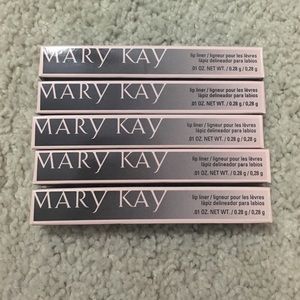 MARY KAY
lip liner / ligneur pour les lèvres
lápiz delineador para labios
.01 OZ. NET WT. / 0.28 g / 0,28 g
MARY KAY
lip liner / ligneur pour les lèvres
lápiz delineador para labios
.01 OZ. NET WT. / 0.28 g / 0,28 g
MARY KAY
lip liner / ligneur pour les lèvres
lápiz delineador para labios
.01 OZ. NET WT. / 0.28 g / 0,28 g
MARY KAY
lip liner / ligneur pour les lèvres
lápiz delineador para labios
.01 OZ. NET WT. / 0.28 g / 0,28 g
MARY KAY
lip liner / ligneur pour les lèvres
lápiz delineador para labios
.01 OZ. NET WT. / 0.28 g / 0,28 g